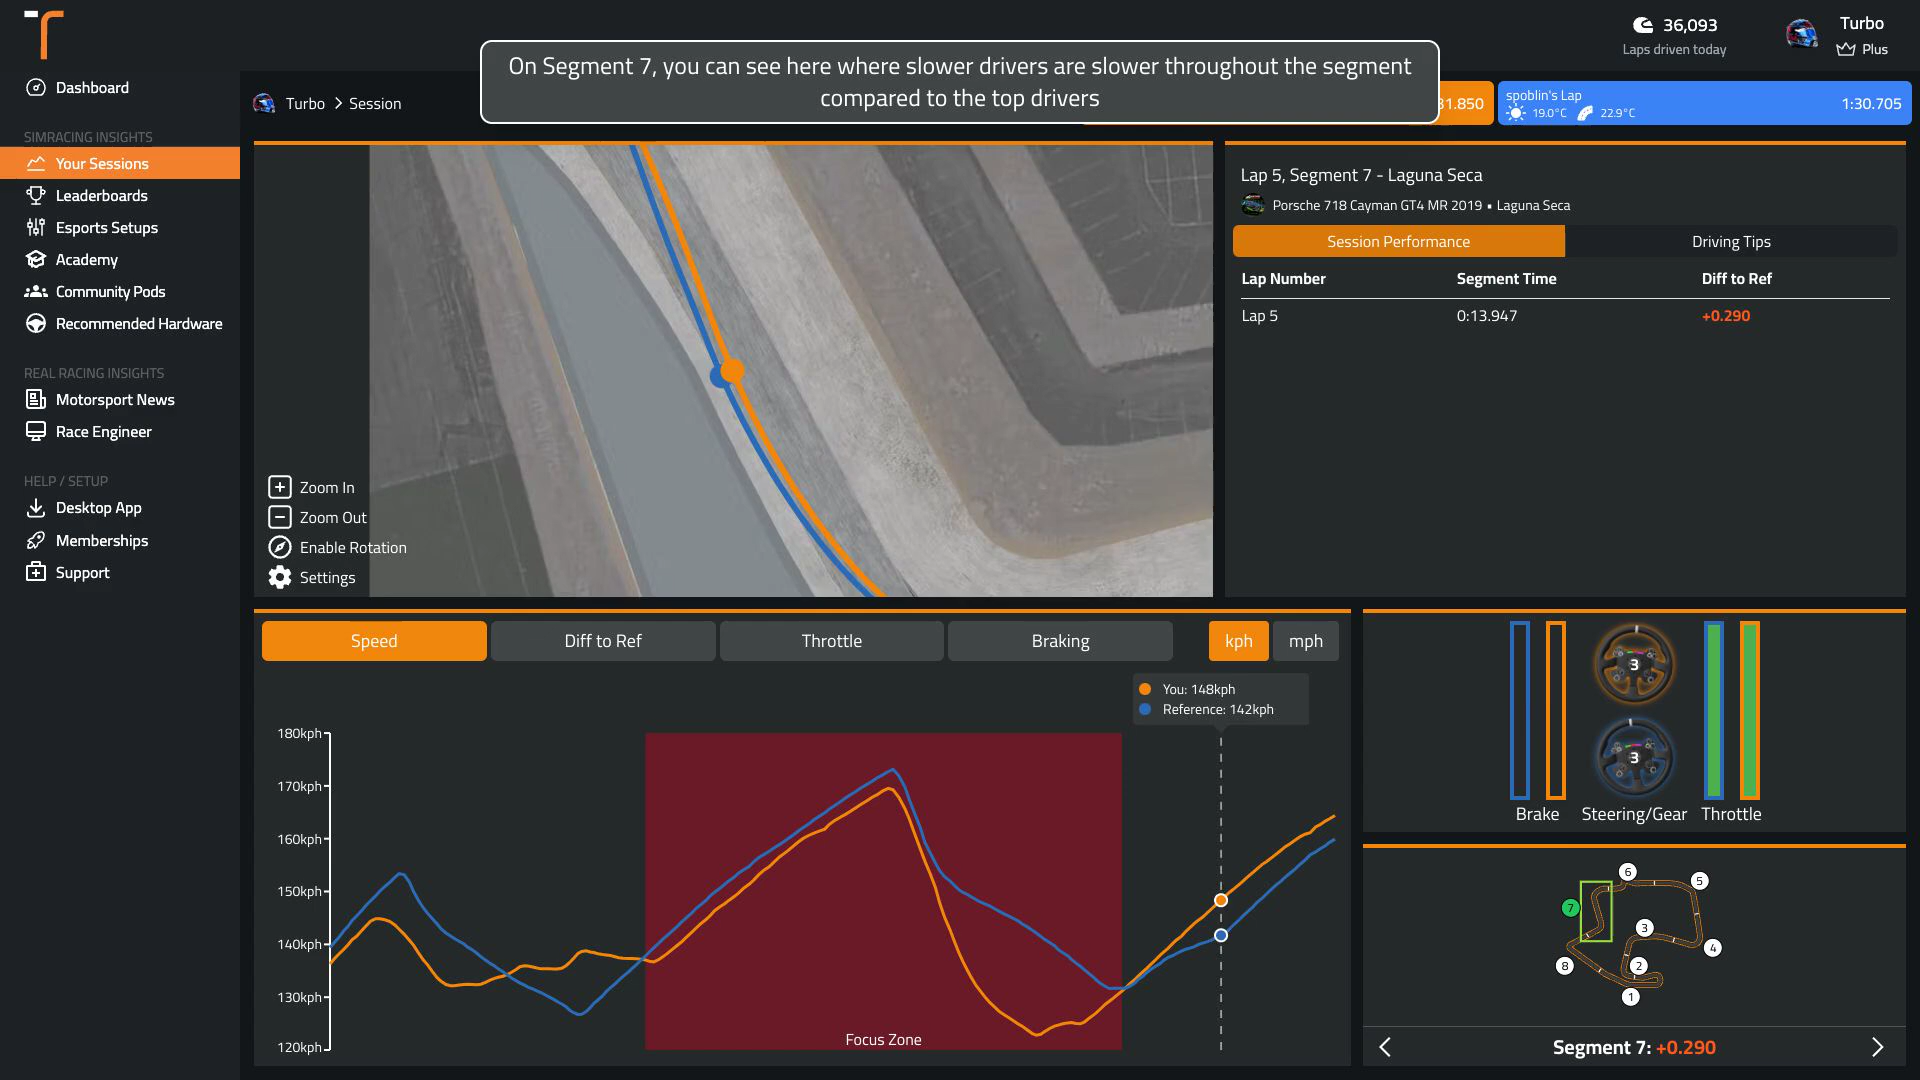 36,093
Laps driven today
Turbo
Plus
On Segment 7, you can see here where slower drivers are slower throughout the segment
compared to the top drivers
Dashboard
SIMRACING INSIGHTS
Your Sessions
Leaderboards
Esports Setups
Academy
Community Pods
Recommended Hardware
REAL RACING INSIGHTS
Motorsport News
Race Engineer
HELP / SETUP
Desktop App
Memberships
Support
Turbo > Session
31.850
spoblin's Lap
19.0°C 22.9°C
1:30.705
Zoom In
Zoom Out
Enable Rotation
Settings
Lap 5, Segment 7 - Laguna Seca
Porsche 718 Cayman GT4 MR 2019 • Laguna Seca
Session Performance Driving Tips
Lap Number Segment Time Diff to Ref
Lap 5 0:13.947 +0.290
Speed Diff to Ref Throttle Braking kph mph
You: 148kph
Reference: 142kph
180kph
170kph
160kph
150kph
140kph
130kph
120kph
Focus Zone
3
3
Brake Steering/Gear Throttle
6
5
7
3
4
8
2
1
Segment 7: +0.290